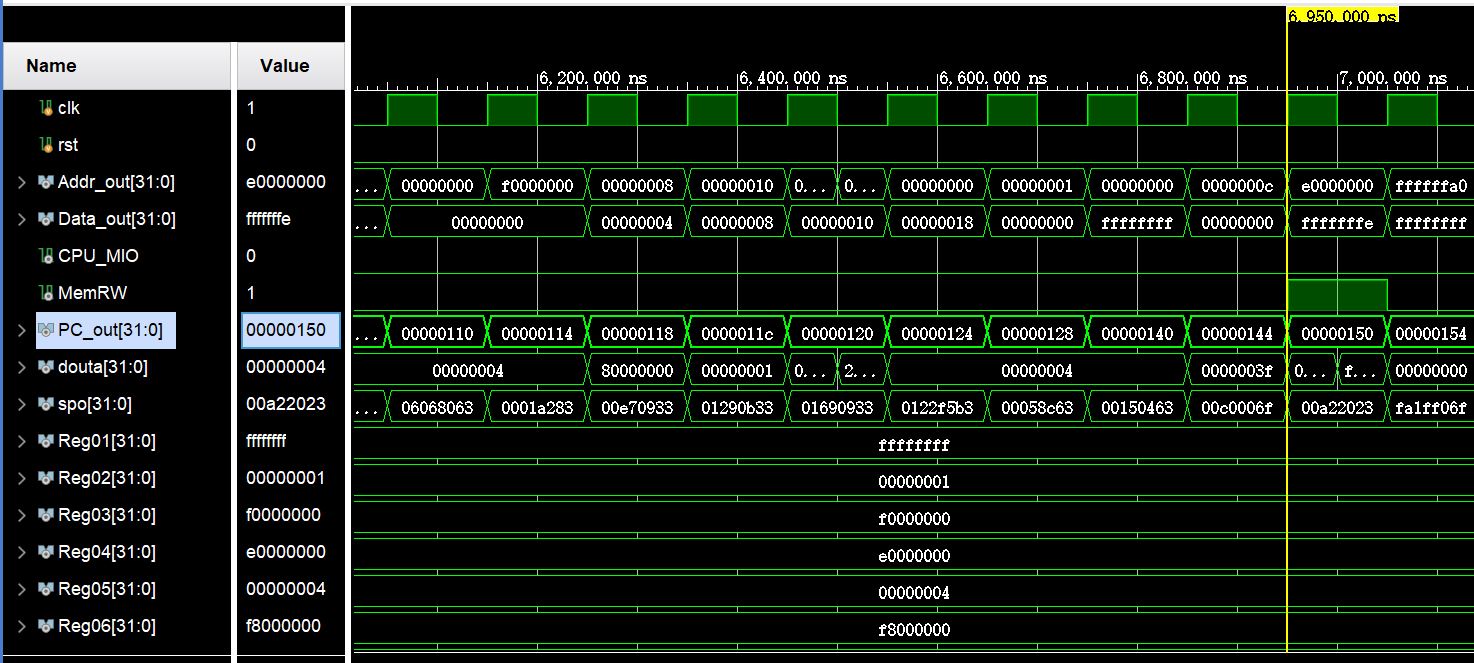 6,950.000 ns
Name Value
6,200.000 ns 6,400.000 ns 6,600.000 ns 6,800.000 ns 7,000.000 ns
clk 1
rst 0
Addr_out[31:0] e0000000 ... 00000000 f0000000 00000008 00000010 0... 0... 00000000 00000001 00000000 0000000c e0000000 ffffffa0
Data_out[31:0] fffffffe ... 00000000 00000004 00000008 00000010 00000018 00000000 ffffffff 00000000 fffffffe ffffffff
CPU_MIO 0
MemRW 1
PC_out[31:0] 00000150 ... 00000110 00000114 00000118 0000011c 00000120 00000124 00000128 00000140 00000144 00000150 00000154
douta[31:0] 00000004 00000004 80000000 00000001 0... 2... 00000004 0000003f 0... f... 00000000
spo[31:0] 00a22023 ... 06068063 0001a283 00e70933 01290b33 01690933 0122f5b3 00058c63 00150463 00c0006f 00a22023 fa1ff06f
Reg01[31:0] ffffffff ffffffff
Reg02[31:0] 00000001 00000001
Reg03[31:0] f0000000 f0000000
Reg04[31:0] e0000000 e0000000
Reg05[31:0] 00000004 00000004
Reg06[31:0] f8000000 f8000000